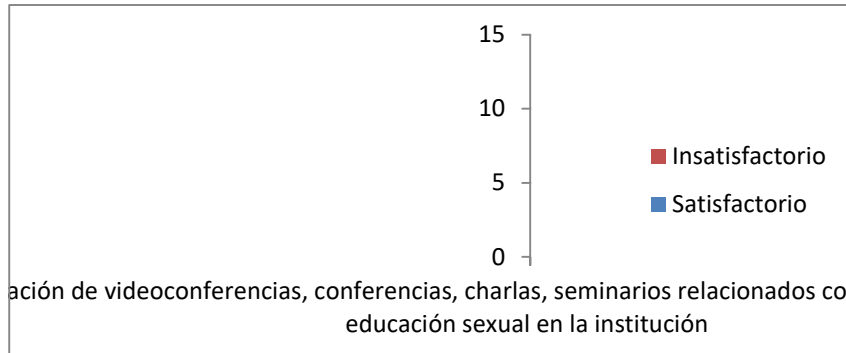 15
10
5
0
Insatisfactorio
Satisfactorio
ación de videoconferencias, conferencias, charlas, seminarios relacionados co
educación sexual en la institución